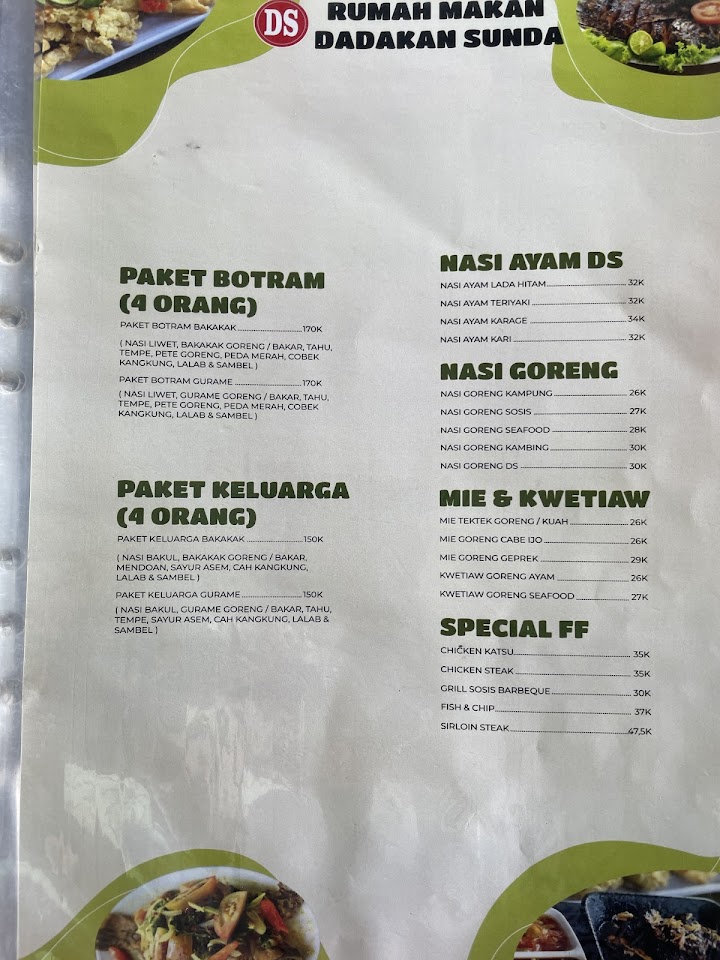 DS
RUMAH MAKAN
DADAKAN SUNDA
PAKET BOTRAM
(4 ORANG)
PAKET BOTRAM BAKAKAK 170K
( NASI LIWET, BAKAKAK GORENG / BAKAR, TAHU,
TEMPE, PETE GORENG, PEDA MERAH, COBEK
KANGKUNG, LALAB & SAMBEL )
PAKET BOTRAM GURAME 170K
( NASI LIWET, GURAME GORENG / BAKAR, TAHU,
TEMPE, PETE GORENG, PEDA MERAH, COBEK
KANGKUNG, LALAB & SAMBEL )
PAKET KELUARGA
(4 ORANG)
PAKET KELUARGA BAKAKAK 150K
( NASI BAKUL, BAKAKAK GORENG / BAKAR,
MENDOAN, SAYUR ASEM, CAH KANGKUNG,
LALAB & SAMBEL )
PAKET KELUARGA GURAME 150K
( NASI BAKUL, GURAME GORENG / BAKAR, TAHU,
TEMPE, SAYUR ASEM, CAH KANGKUNG, LALAB &
SAMBEL )
NASI AYAM DS
NASI AYAM LADA HITAM 32K
NASI AYAM TERIYAKI 32K
NASI AYAM KARAGE 34K
NASI AYAM KARI 32K
NASI GORENG
NASI GORENG KAMPUNG 26K
NASI GORENG SOSIS 27K
NASI GORENG SEAFOOD 28K
NASI GORENG KAMBING 30K
NASI GORENG DS 30K
MIE & KWETIAW
MIE TEKTEK GORENG / KUAH 26K
MIE GORENG CABE IJO 26K
MIE GORENG GEPREK 29K
KWETIAW GORENG AYAM 26K
KWETIAW GORENG SEAFOOD 27K
SPECIAL FF
CHICKEN KATSU 35K
CHICKEN STEAK 35K
GRILL SOSIS BARBEQUE 30K
FISH & CHIP 37K
SIRLOIN STEAK 47,5K